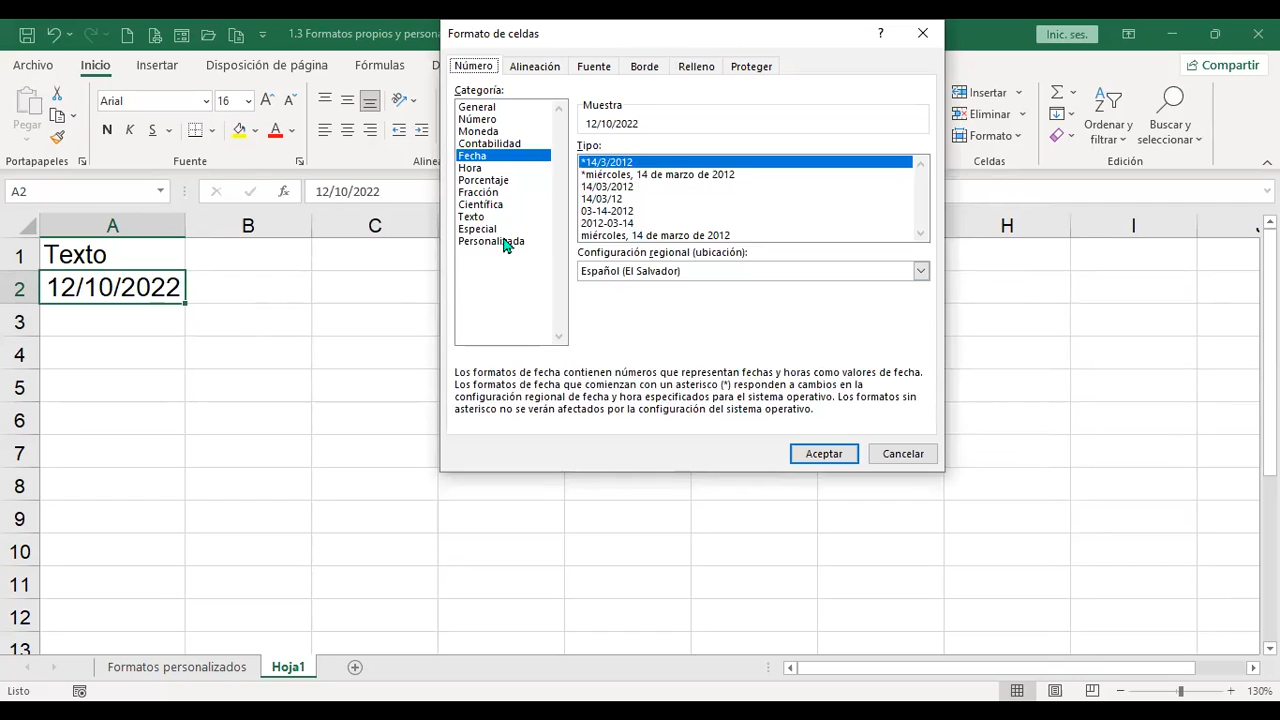 1.3 Formatos propios y persona
Inic. ses.
Archivo
Inicio
Insertar
Disposición de página
Fórmulas
D
Compartir
Pegar
Portapapeles
Arial
16
N K S
Fuente
Alinea
Insertar
Eliminar
Formato
Celdas
Ordenar y
filtrar
Buscar y
seleccionar
Edición
A2
12/10/2022
A B C H I J
1 Texto
2 12/10/2022
3
4
5
6
7
8
9
10
11
12
13
Formato de celdas
?
Número
Alineación
Fuente
Borde
Relleno
Proteger
Categoría:
General
Número
Moneda
Contabilidad
Fecha
Hora
Porcentaje
Fracción
Científica
Texto
Especial
Personalizada
Muestra
12/10/2022
Tipo:
*14/3/2012
*miércoles, 14 de marzo de 2012
14/03/2012
14/03/12
03-14-2012
2012-03-14
miércoles, 14 de marzo de 2012
Configuración regional (ubicación):
Español (El Salvador)
Los formatos de fecha contienen números que representan fechas y horas como valores de fecha.
Los formatos de fecha que comienzan con un asterisco (*) responden a cambios en la
configuración regional de fecha y hora especificados para el sistema operativo. Los formatos sin
asterisco no se verán afectados por la configuración del sistema operativo.
Aceptar
Cancelar
Formatos personalizados
Hoja1
Listo
130%